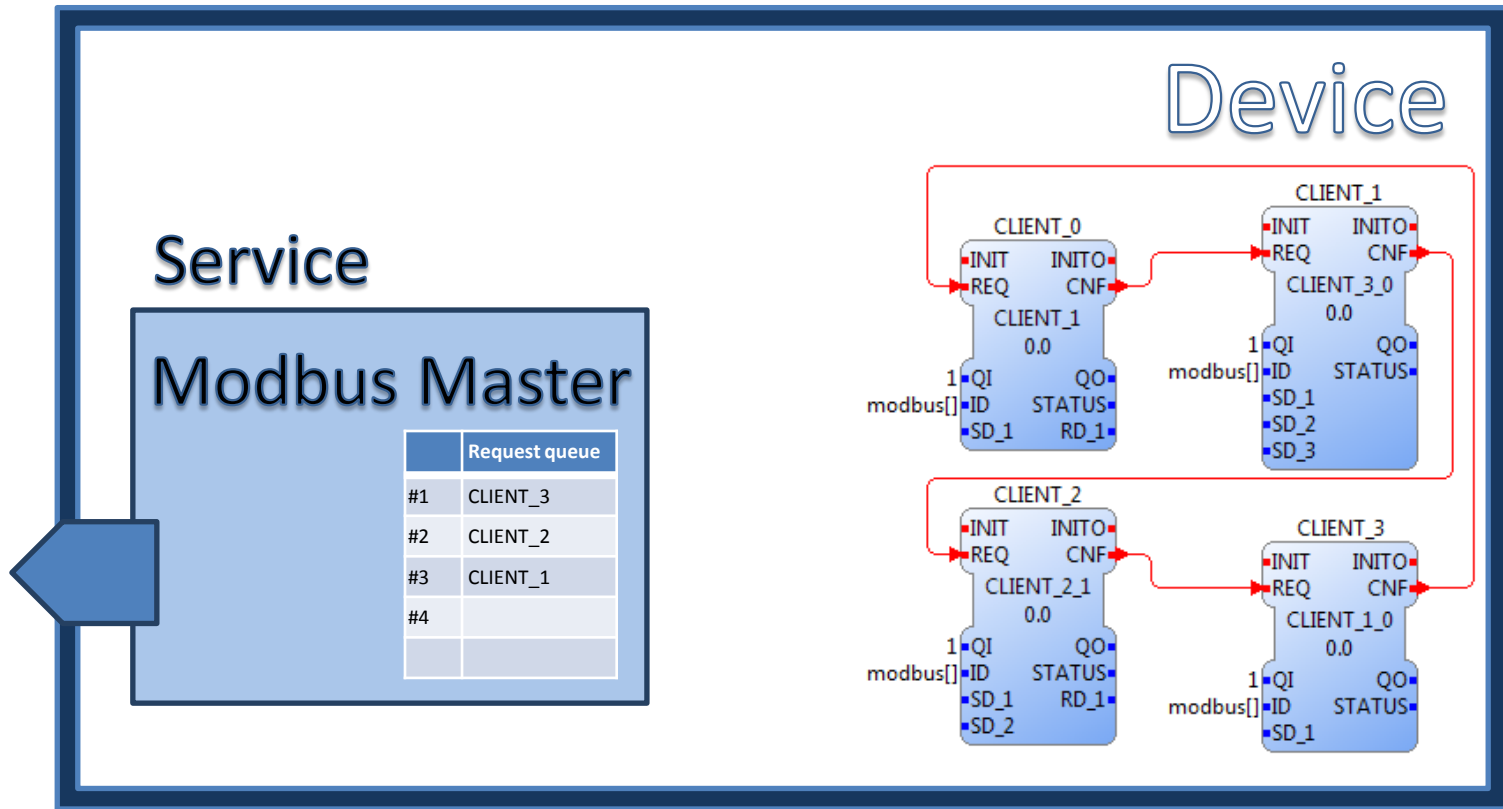 Device
Service
Modbus Master
Request queue
#1 CLIENT_3
#2 CLIENT_2
#3 CLIENT_1
#4
CLIENT_0
INIT INITO
REQ CNF
CLIENT_1
0.0
1 QI QO
modbus[] ID STATUS
SD_1 RD_1
CLIENT_1
INIT INITO
REQ CNF
CLIENT_3_0
0.0
1 QI QO
modbus[] ID STATUS
SD_1
SD_2
SD_3
CLIENT_2
INIT INITO
REQ CNF
CLIENT_2_1
0.0
1 QI QO
modbus[] ID STATUS
SD_1 RD_1
SD_2
CLIENT_3
INIT INITO
REQ CNF
CLIENT_1_0
0.0
1 QI QO
modbus[] ID STATUS
SD_1